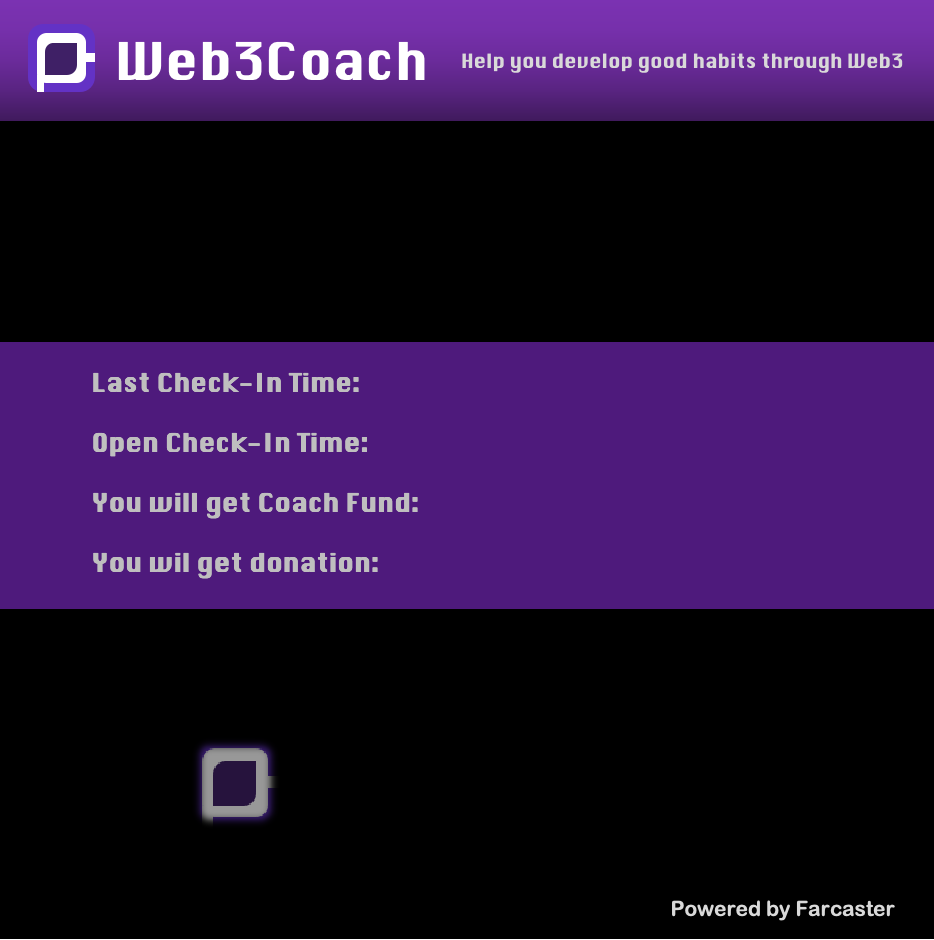 Web3Coach
Help you develop good habits through Web3
Last Check-In Time:
Open Check-In Time:
You will get Coach Fund:
You wil get donation:
Powered by Farcaster